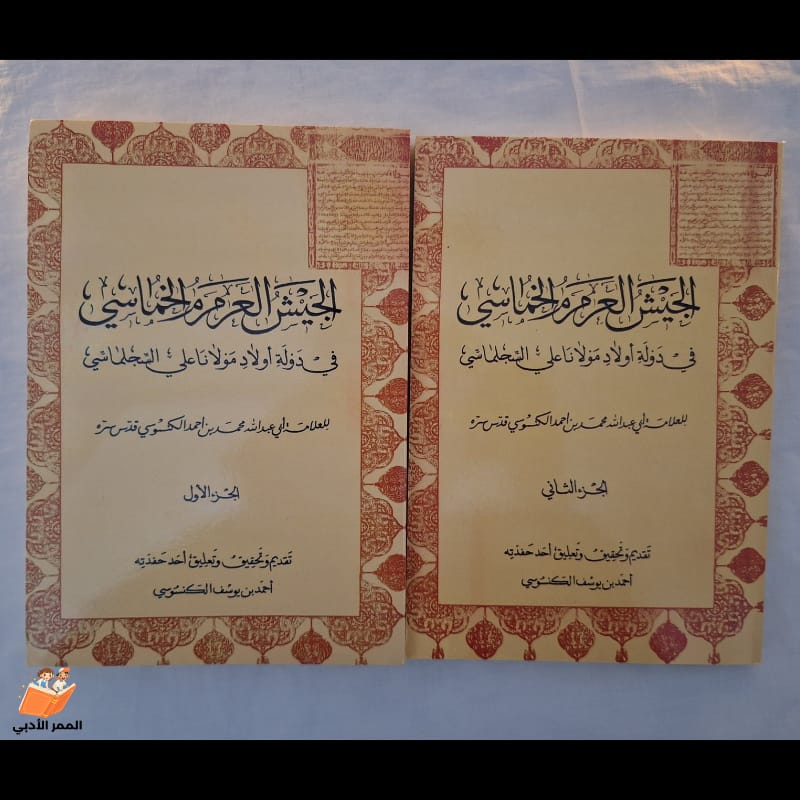 الجيش العرمرم الخماسي
في دولة أولاد مولانا علي السجلماسي
للعلامة أبي عبد الله محمد بن احمد الكنسوسي قدس سره
الجزء الأول
تقديم وتحقيق وتعليق أحد حفدته
أحمد بن يوسف الكنسوسي
الجيش العرمرم الخماسي
في دولة أولاد مولانا علي السجلماسي
للعلامة أبي عبد الله محمد بن احمد الكنسوسي قدس سره
الجزء الثاني
تقديم وتحقيق وتعليق أحد حفدته
أحمد بن يوسف الكنسوسي
الممر الأدبي